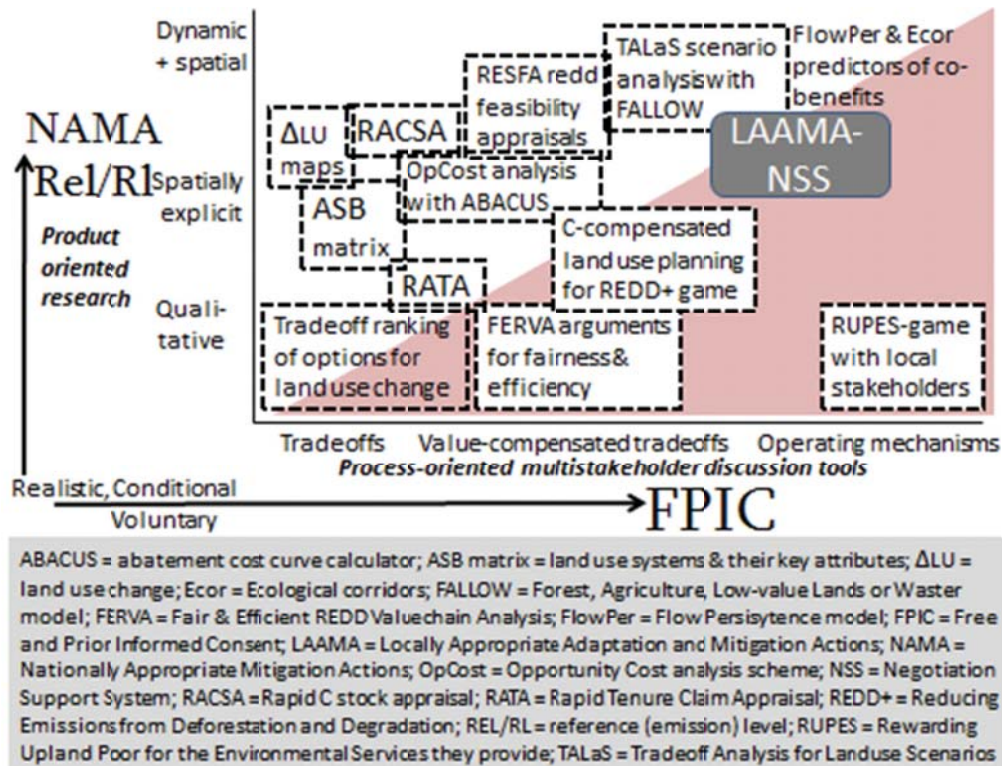 Dynamic
+ spatial
NAMA
Rel/Rl
Spatially
explicit
Product
oriented
research
Quali-
tative
ΔLU
maps
RACSA
RESFA redd
feasibility
appraisals
TALaS scenario
analysis with
FALLOW
FlowPer & Ecor
predictors of co-
benefits
LAAMA-
NSS
ASB
matrix
OpCost analysis
with ABACUS
RATA
C-compensated
land use planning
for REDD+ game
Tradeoff ranking
of options for
land use change
FERVA arguments
for fairness &
efficiency
RUPES-game
with local
stakeholders
Tradeoffs Value-compensated tradeoffs Operating mechanisms
Process-oriented multistakeholder discussion tools
Realistic, Conditional
Voluntary
FPIC
ABACUS = abatement cost curve calculator; ASB matrix = land use systems & their key attributes; ΔLU =
land use change; Ecor = Ecological corridors; FALLOW = Forest, Agriculture, Low-value Lands or Waster
model; FERVA = Fair & Efficient REDD Valuechain Analysis; FlowPer = Flow Persisytence model; FPIC = Free
and Prior Informed Consent; LAAMA = Locally Appropriate Adaptation and Mitigation Actions; NAMA =
Nationally Appropriate Mitigation Actions; OpCost = Opportunity Cost analysis scheme; NSS = Negotiation
Support System; RACSA = Rapid C stock appraisal; RATA = Rapid Tenure Claim Appraisal; REDD+ = Reducing
Emissions from Deforestation and Degradation; REL/RL = reference (emission) level; RUPES = Rewarding
Upland Poor for the Environmental Services they provide; TALaS = Tradeoff Analysis for Landuse Scenarios